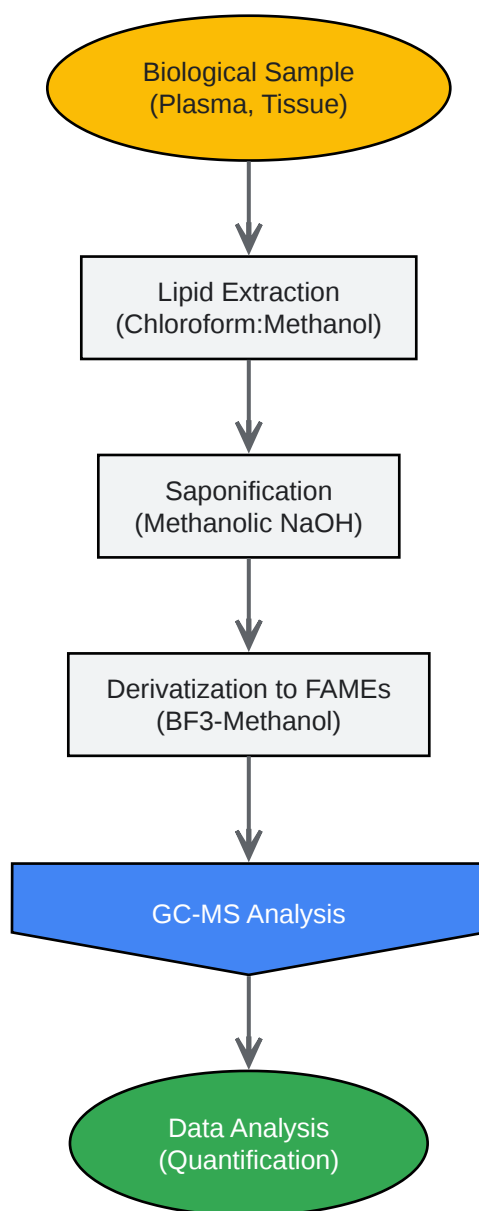 Biological Sample
(Plasma, Tissue)
Lipid Extraction
(Chloroform:Methanol)
Saponification
(Methanolic NaOH)
Derivatization to FAMEs
(BF3-Methanol)
GC-MS Analysis
Data Analysis
(Quantification)